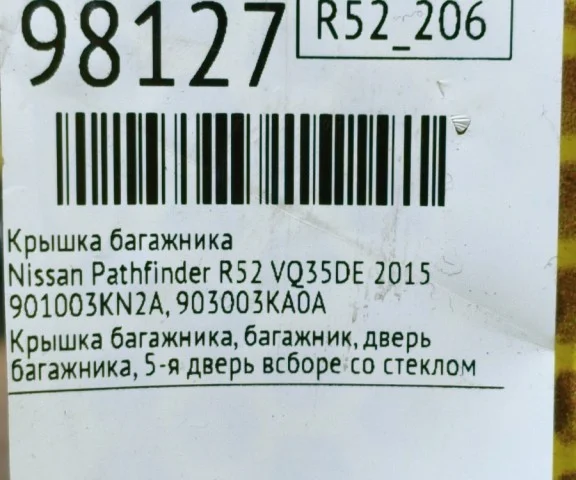 98127
R52_206
Крышка багажника
Nissan Pathfinder R52 VQ35DE 2015
901003KN2A, 903003KA0A
Крышка багажника, багажник, дверь
багажника, 5-я дверь всборе со стеклом